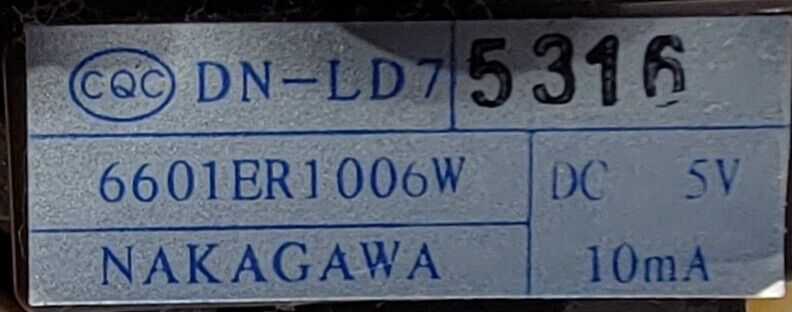 CQC DN-LD7 5316
6601ER1006W DC 5V
NAKAGAWA 10mA